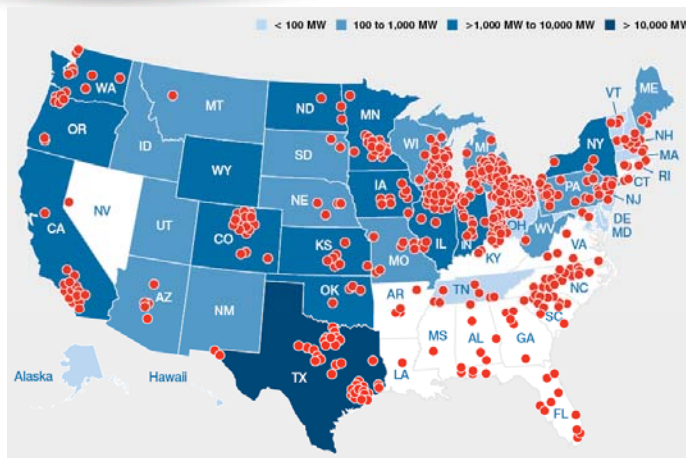 < 100 MW 100 to 1,000 MW >1,000 MW to 10,000 MW > 10,000 MW
WA
MT
ND
MN
VT
ME
OR
ID
SD
WI
MI
NY
NH
MA
WY
IA
PA
CT
RI
NJ
NE
NV
UT
CO
IL
IN
OH
WV
DE
MD
CA
KS
MO
KY
VA
AZ
NM
OK
AR
TN
NC
SC
MS
AL
GA
TX
LA
FL
Alaska
Hawaii